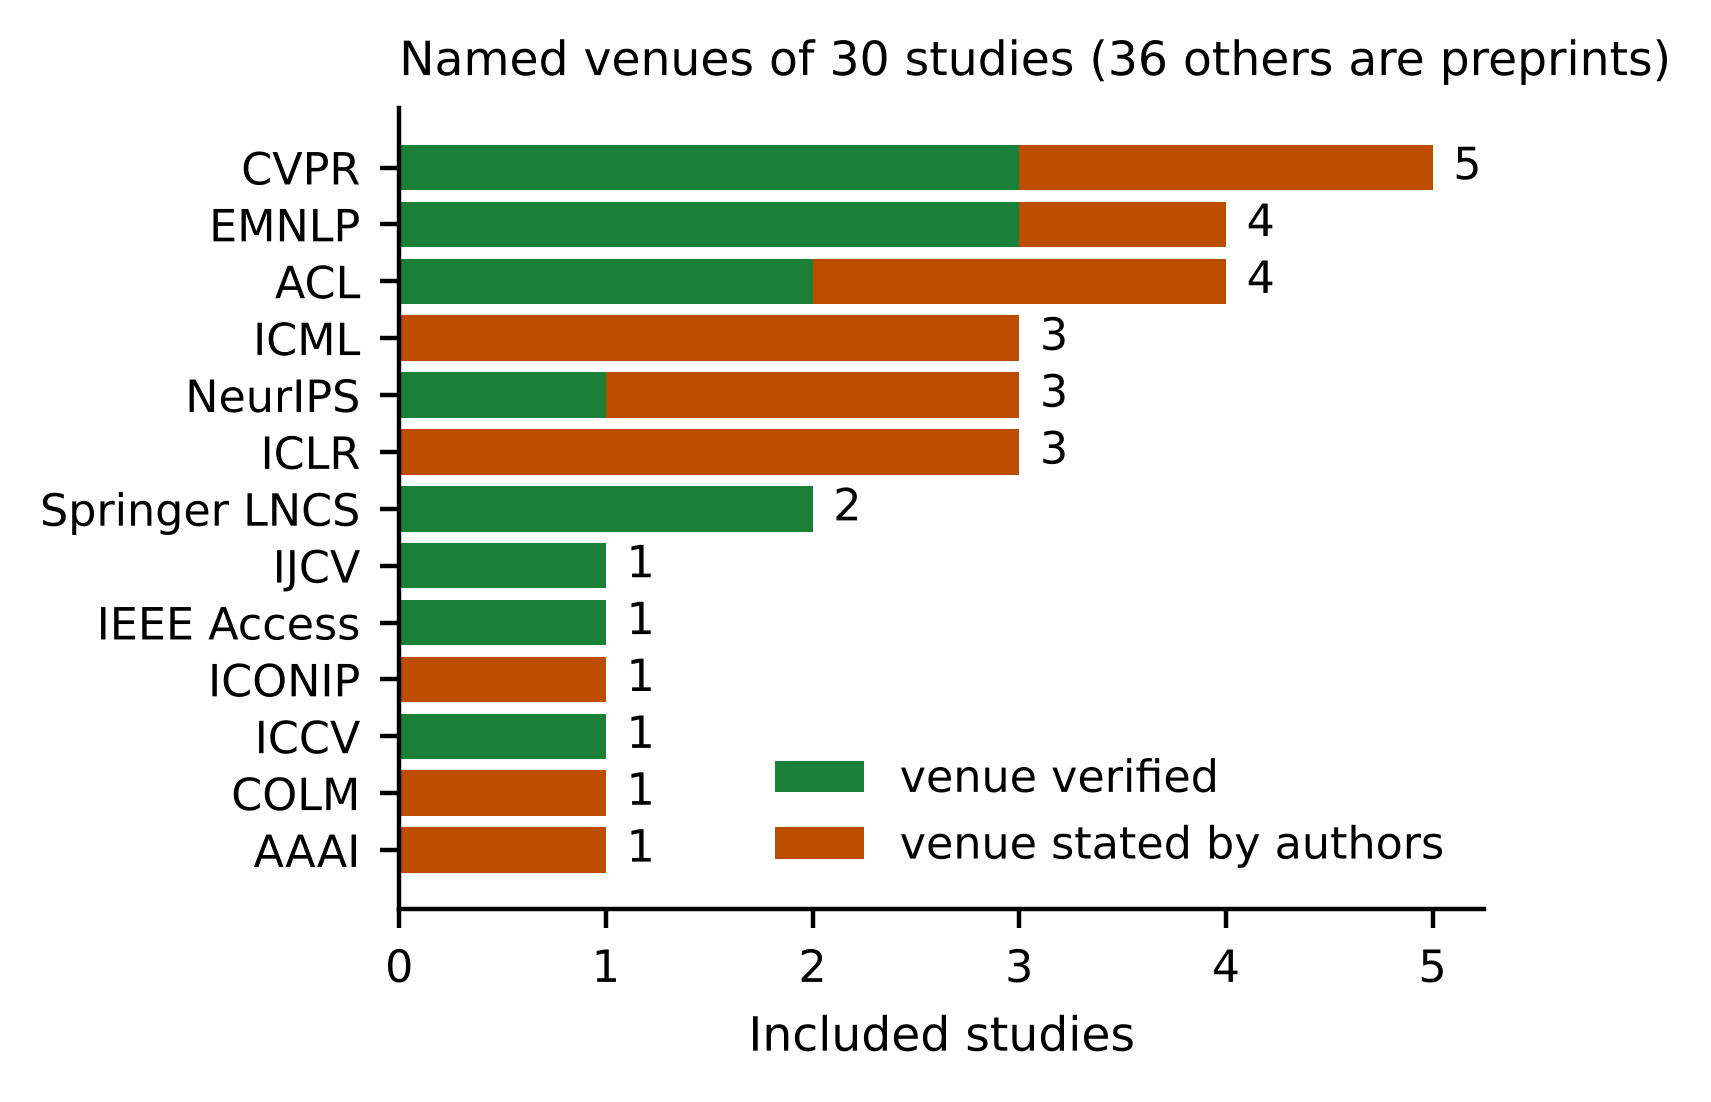 Named venues of 30 studies (36 others are preprints)
CVPR 5
EMNLP 4
ACL 4
ICML 3
NeurIPS 3
ICLR 3
Springer LNCS 2
IJCV 1
IEEE Access 1
ICONIP 1
ICCV 1
COLM 1
AAAI 1
venue verified
venue stated by authors
0 1 2 3 4 5
Included studies